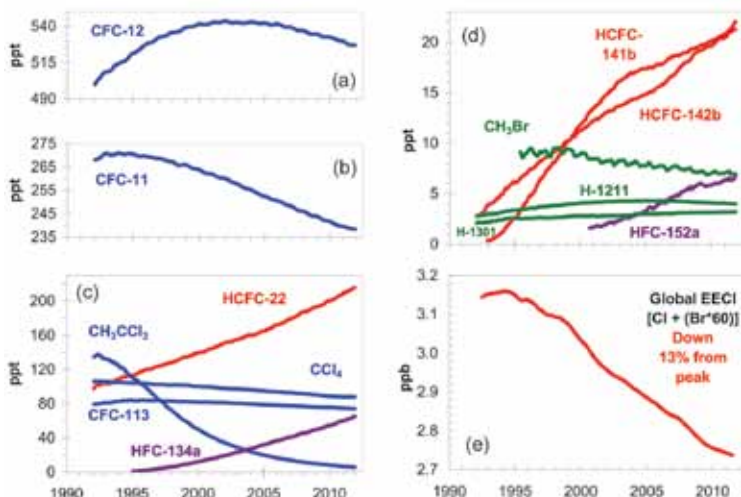 (a)
CFC-12
ppt
540
515
490
(b)
CFC-11
ppt
275
265
255
245
235
(c)
HCFC-22
CH3CCl3
CCl4
CFC-113
HFC-134a
ppt
200
160
120
80
40
0
1990 1995 2000 2005 2010
(d)
HCFC-
141b
HCFC-142b
CH3Br
H-1211
H-1301
HFC-152a
ppt
20
15
10
5
0
Global EECl
[Cl + (Br*60)]
Down
13% from
peak
(e)
ppb
3.2
3.1
3.0
2.9
2.8
2.7
1990 1995 2000 2005 2010